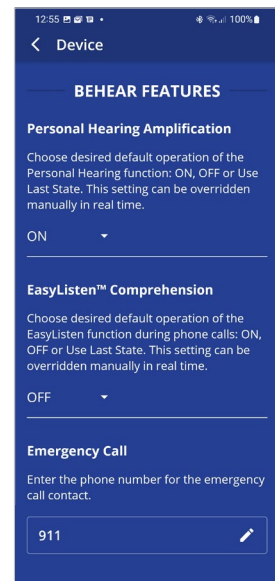 12:55
100%
Device
BEHEAR FEATURES
Personal Hearing Amplification
Choose desired default operation of the
Personal Hearing function: ON, OFF or Use
Last State. This setting can be overridden
manually in real time.
ON
EasyListen™ Comprehension
Choose desired default operation of the
EasyListen function during phone calls: ON,
OFF or Use Last State. This setting can be
overridden manually in real time.
OFF
Emergency Call
Enter the phone number for the emergency
call contact.
911